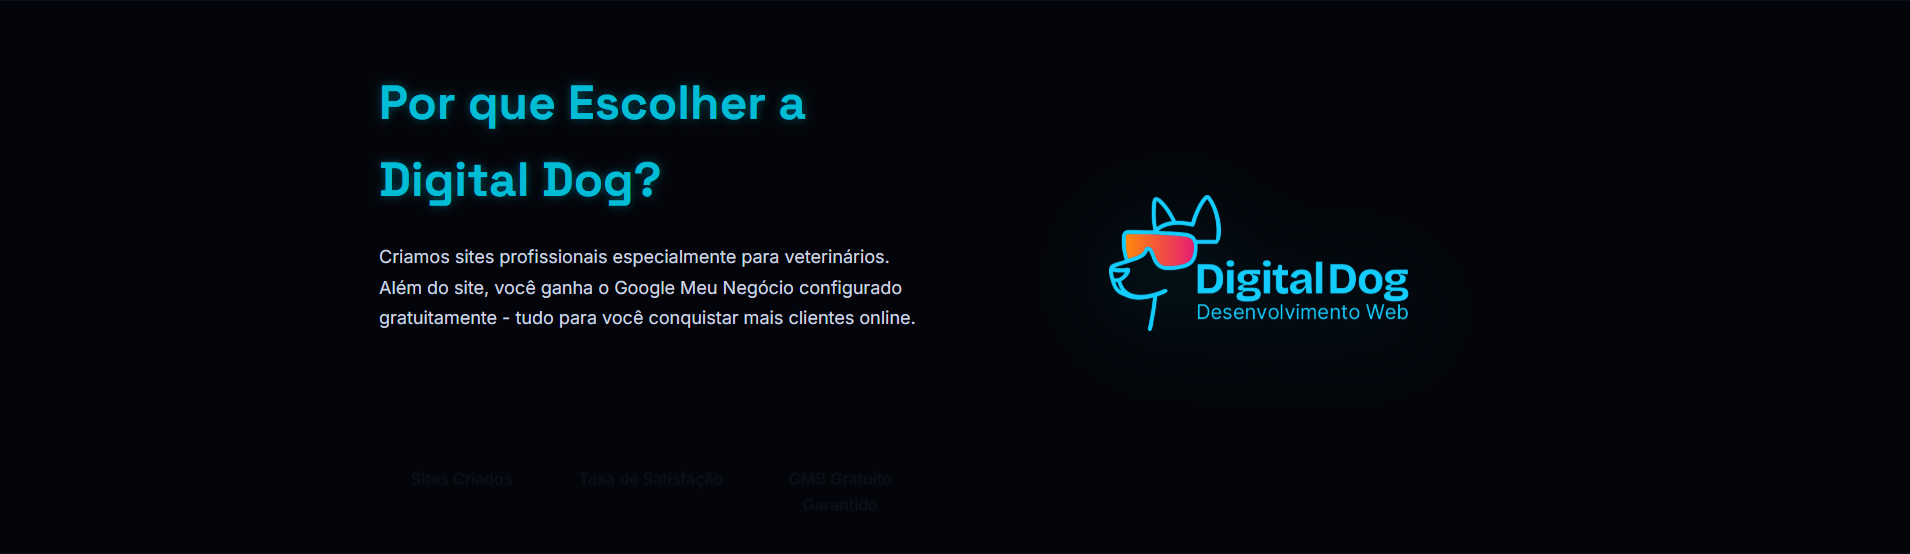 Por que Escolher a
Digital Dog?
Criamos sites profissionais especialmente para veterinários.
Além do site, você ganha o Google Meu Negócio configurado
gratuitamente - tudo para você conquistar mais clientes online.
DigitalDog
Desenvolvimento Web
Sites Criados
Taxa de Satisfação
GMB Gratuito
Garantido